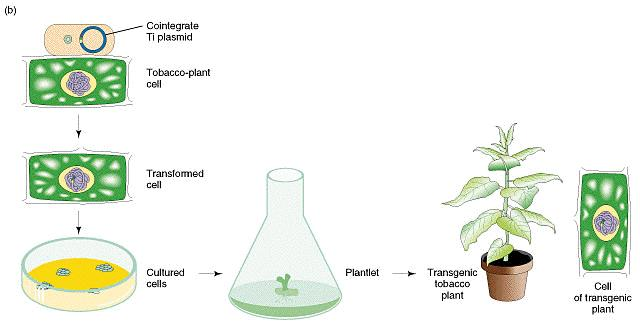 (b)
Cointegrate
Ti plasmid
Tobacco-plant
cell
Transformed
cell
Cultured
cells
Plantlet
Transgenic
tobacco
plant
Cell
of transgenic
plant